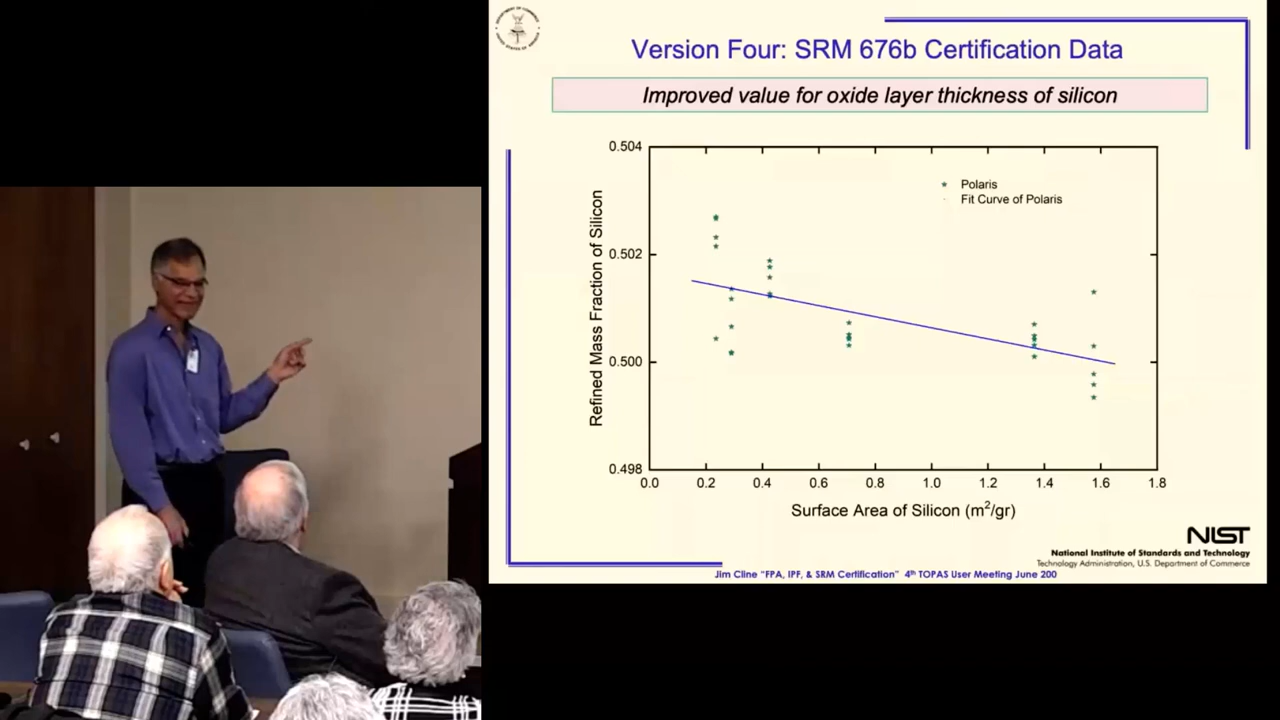 Version Four: SRM 676b Certification Data
Improved value for oxide layer thickness of silicon
0.504
0.502
0.500
0.498
Refined Mass Fraction of Silicon
Polaris
Fit Curve of Polaris
0.0 0.2 0.4 0.6 0.8 1.0 1.2 1.4 1.6 1.8
Surface Area of Silicon (m²/gr)
NIST
National Institute of Standards and Technology
Technology Administration, U.S. Department of Commerce
Jim Cline "FPA, IPF, & SRM Certification" 4th TOPAS User Meeting June 200